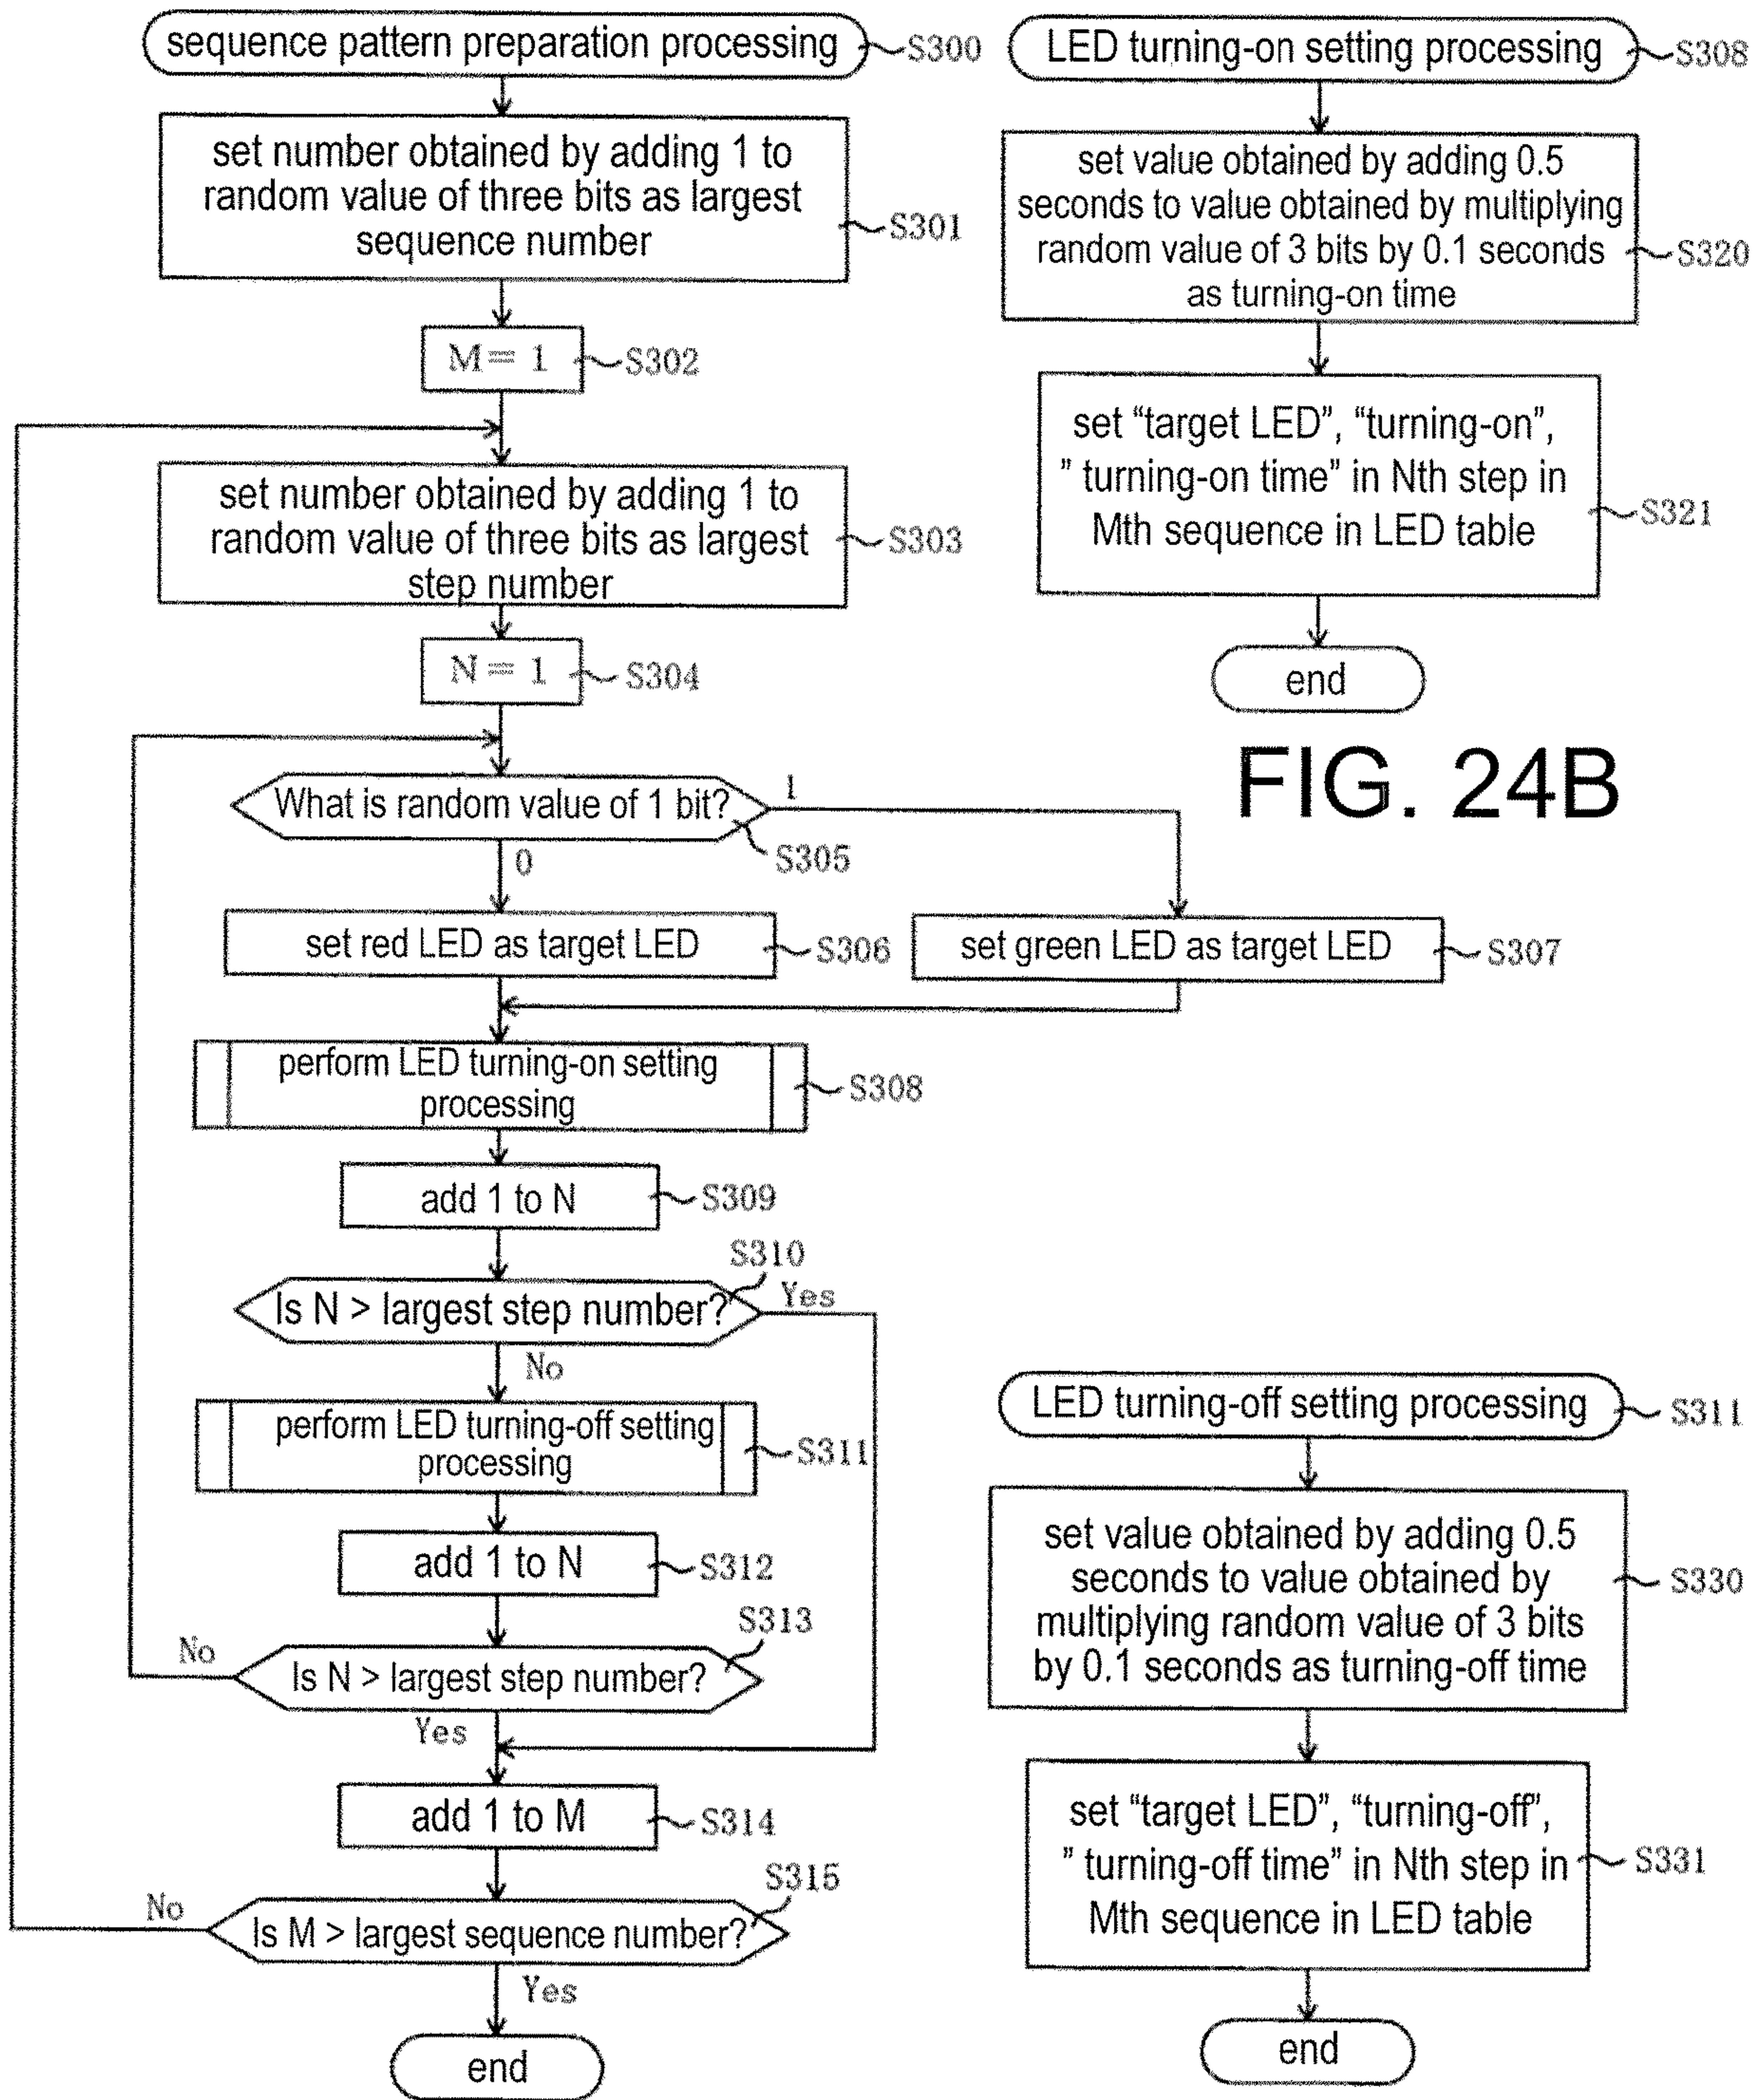 sequence pattern preparation processing
S300
set number obtained by adding 1 to
random value of three bits as largest
sequence number
S301
M = 1
S302
set number obtained by adding 1 to
random value of three bits as largest
step number
S303
N = 1
S304
What is random value of 1 bit?
1
S305
0
set red LED as target LED
S306
set green LED as target LED
S307
perform LED turning-on setting
processing
S308
add 1 to N
S309
S310
Is N > largest step number?
Yes
No
perform LED turning-off setting
processing
S311
add 1 to N
S312
S313
No
Is N > largest step number?
Yes
add 1 to M
S314
S315
No
Is M > largest sequence number?
Yes
end
LED turning-on setting processing
S308
set value obtained by adding 0.5
seconds to value obtained by multiplying
random value of 3 bits by 0.1 seconds
as turning-on time
S320
set “target LED”, “turning-on”,
” turning-on time” in Nth step in
Mth sequence in LED table
S321
end
FIG. 24B
LED turning-off setting processing
S311
set value obtained by adding 0.5
seconds to value obtained by
multiplying random value of 3 bits
by 0.1 seconds as turning-off time
S330
set “target LED”, “turning-off”,
” turning-off time” in Nth step in
Mth sequence in LED table
S331
end